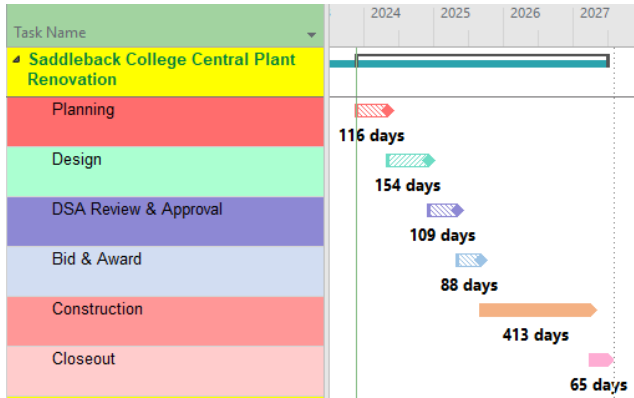 2024 2025 2026 2027
Task Name
Saddleback College Central Plant
Renovation
Planning
116 days
Design
154 days
DSA Review & Approval
109 days
Bid & Award
88 days
Construction
413 days
Closeout
65 days